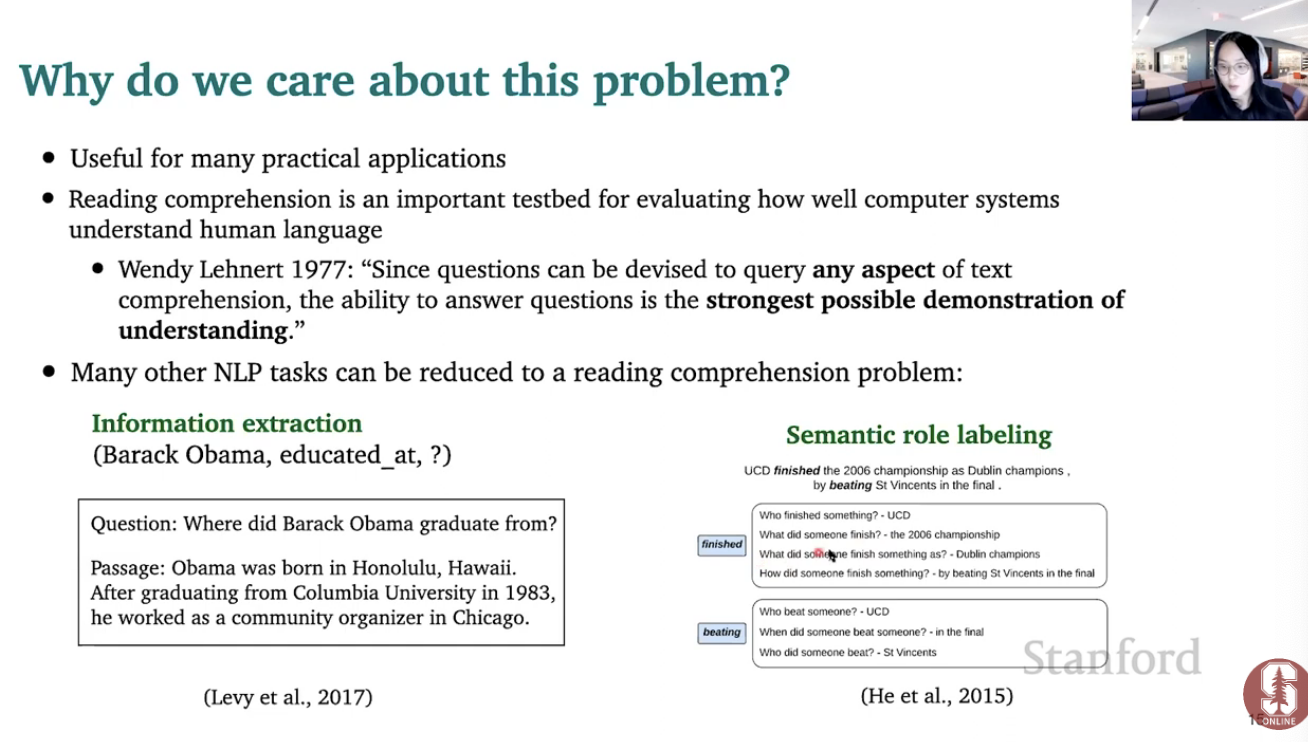 Why do we care about this problem?
• Useful for many practical applications
• Reading comprehension is an important testbed for evaluating how well computer systems
understand human language
• Wendy Lehnert 1977: “Since questions can be devised to query any aspect of text
comprehension, the ability to answer questions is the strongest possible demonstration of
understanding.”
• Many other NLP tasks can be reduced to a reading comprehension problem:
Information extraction
(Barack Obama, educated_at, ?)
Question: Where did Barack Obama graduate from?
Passage: Obama was born in Honolulu, Hawaii.
After graduating from Columbia University in 1983,
he worked as a community organizer in Chicago.
(Levy et al., 2017)
Semantic role labeling
UCD finished the 2006 championship as Dublin champions ,
by beating St Vincents in the final .
finished
Who finished something? - UCD
What did someone finish? - the 2006 championship
What did someone finish something as? - Dublin champions
How did someone finish something? - by beating St Vincents in the final
beating
Who beat someone? - UCD
When did someone beat someone? - in the final
Who did someone beat? - St Vincents
(He et al., 2015)
Stanford
ONLINE